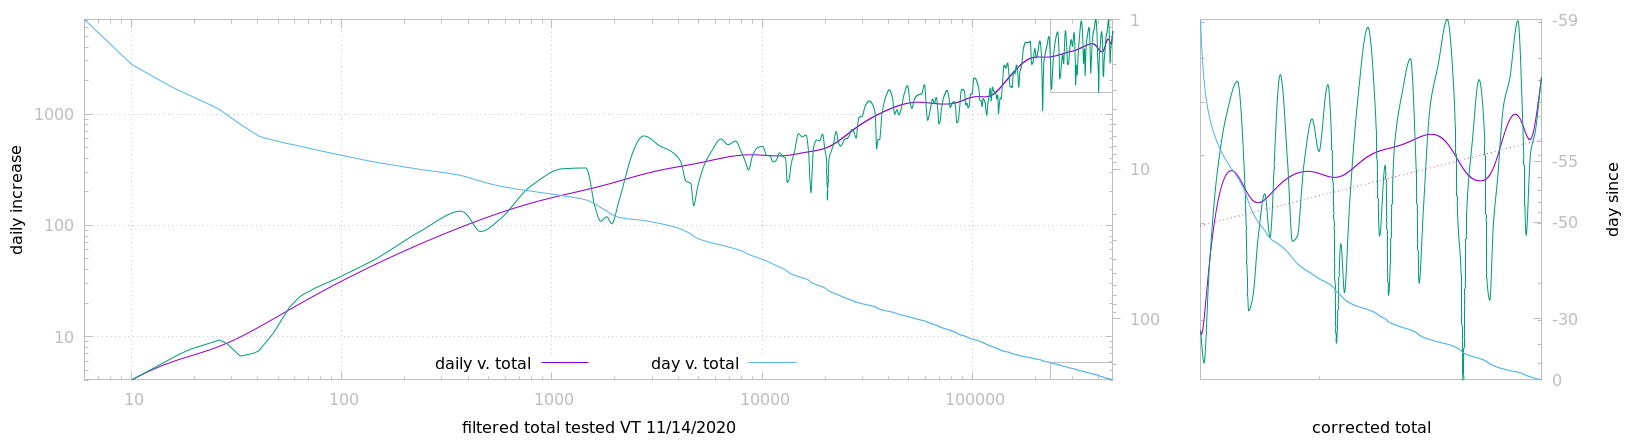 daily increase
1000
100
10
10
100
1000
10000
100000
1
10
100
daily v. total
day v. total
filtered total tested VT 11/14/2020
-59
-55
-50
-30
0
day since
corrected total